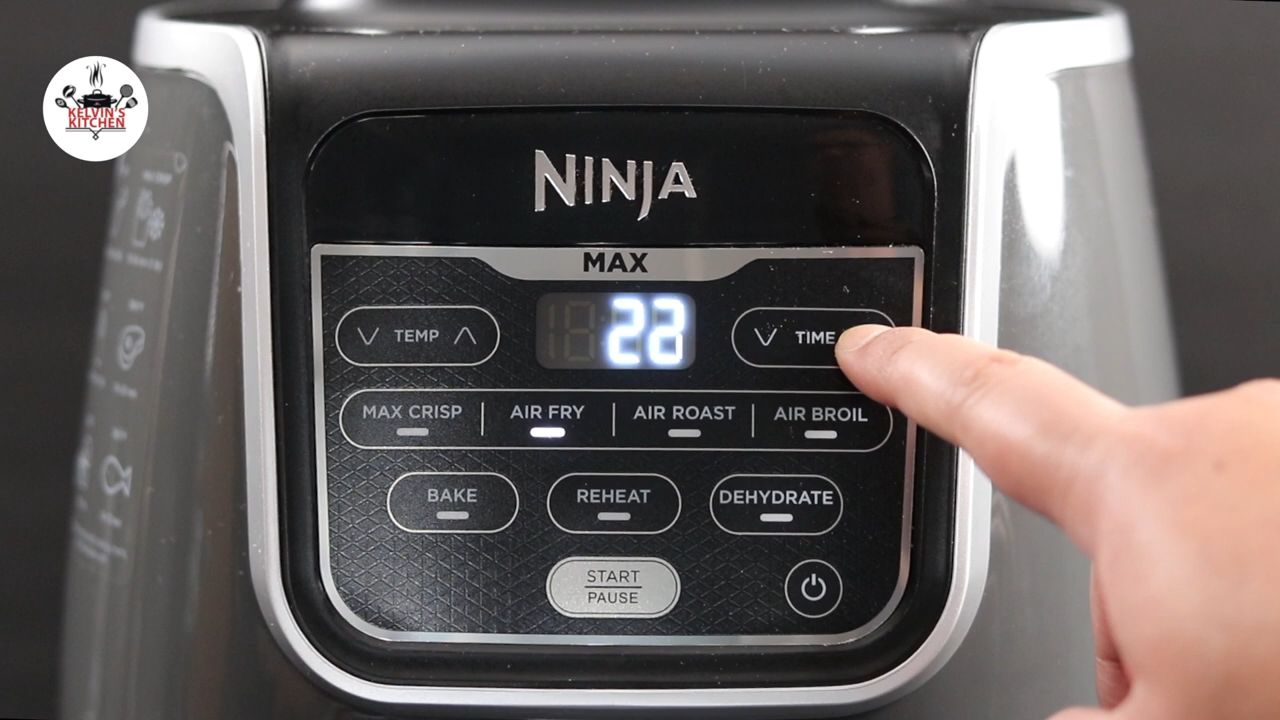 KELVIN'S
KITCHEN
NINJA
MAX
TEMP
22
TIME
MAX CRISP
AIR FRY
AIR ROAST
AIR BROIL
BAKE
REHEAT
DEHYDRATE
START
PAUSE